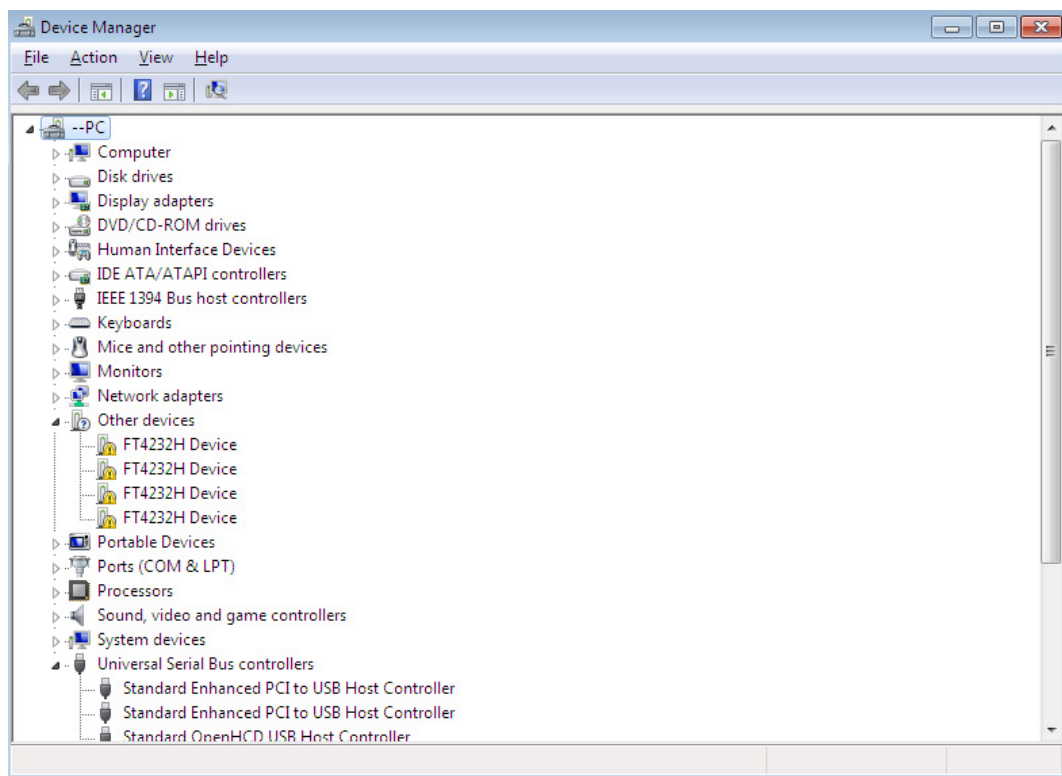 Device Manager
File Action View Help
--PC
Computer
Disk drives
Display adapters
DVD/CD-ROM drives
Human Interface Devices
IDE ATA/ATAPI controllers
IEEE 1394 Bus host controllers
Keyboards
Mice and other pointing devices
Monitors
Network adapters
Other devices
FT4232H Device
FT4232H Device
FT4232H Device
FT4232H Device
Portable Devices
Ports (COM & LPT)
Processors
Sound, video and game controllers
System devices
Universal Serial Bus controllers
Standard Enhanced PCI to USB Host Controller
Standard Enhanced PCI to USB Host Controller
Standard OpenHCD USB Host Controller